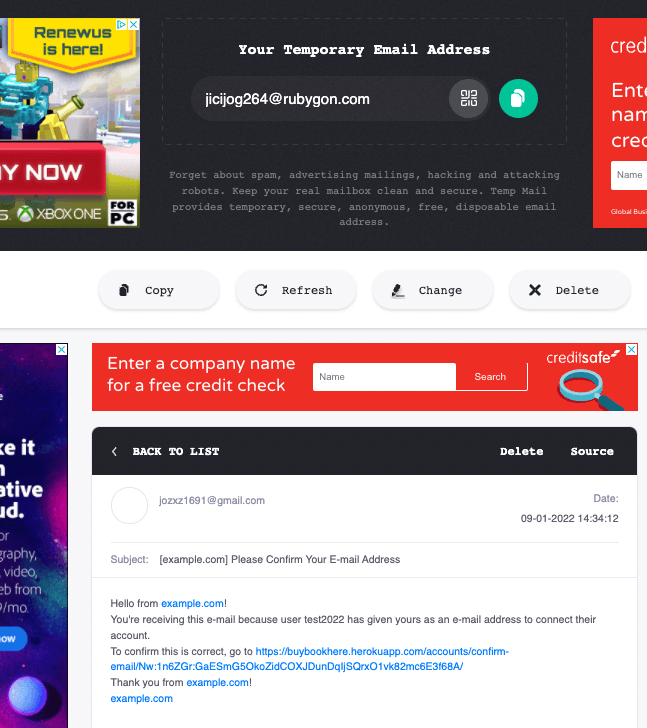 Renewus
is here!
Your Temporary Email Address
jicijog264@rubygon.com
Y NOW
XBOXONE
FOR
PC
Forget about spam, advertising mailings, hacking and attacking
robots. Keep your real mailbox clean and secure. Temp Mail
provides temporary, secure, anonymous, free, disposable email
address.
cred
Ente
nam
cred
Name
Global Busi
Copy
Refresh
Change
Delete
Enter a company name
for a free credit check
Name
Search
creditsafe
ke it
n
ative
ud.
or
graphy,
video,
eb from
9/mo.
now
BACK TO LIST
Delete
Source
jozxz1691@gmail.com
Date:
09-01-2022 14:34:12
Subject: [example.com] Please Confirm Your E-mail Address
Hello from example.com!
You're receiving this e-mail because user test2022 has given yours as an e-mail address to connect their
account.
To confirm this is correct, go to https://buybookhere.herokuapp.com/accounts/confirm-
email/Nw:1n6ZGr:GaESmG5OkoZidCOXJDunDqIjSQrxO1vk82mc6E3f68A/
Thank you from example.com!
example.com